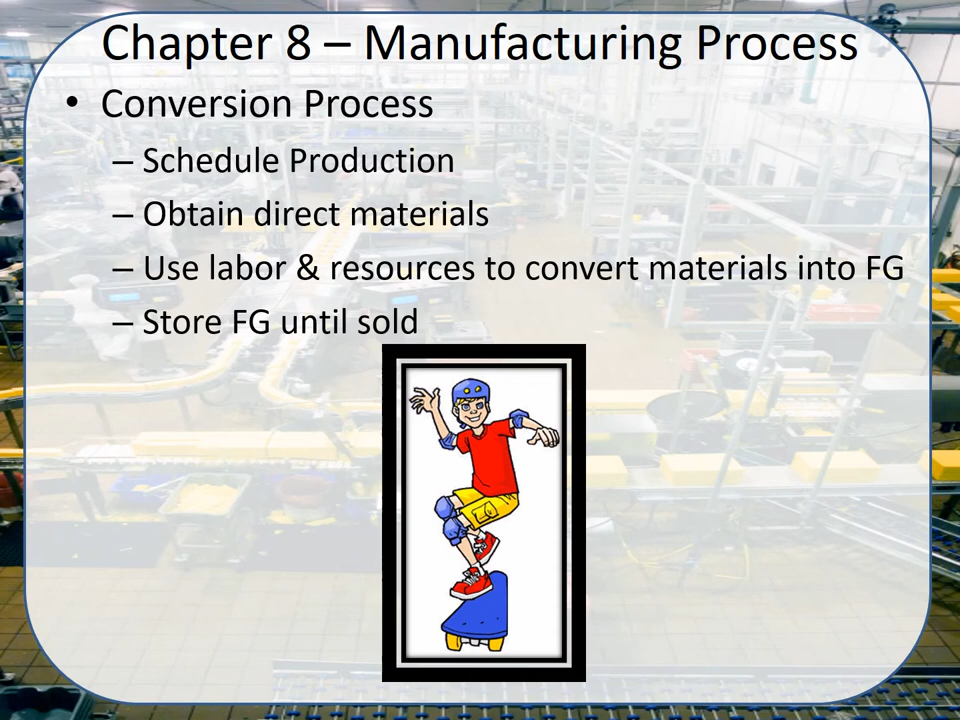 Chapter 8 – Manufacturing Process
• Conversion Process
– Schedule Production
– Obtain direct materials
– Use labor & resources to convert materials into FG
– Store FG until sold